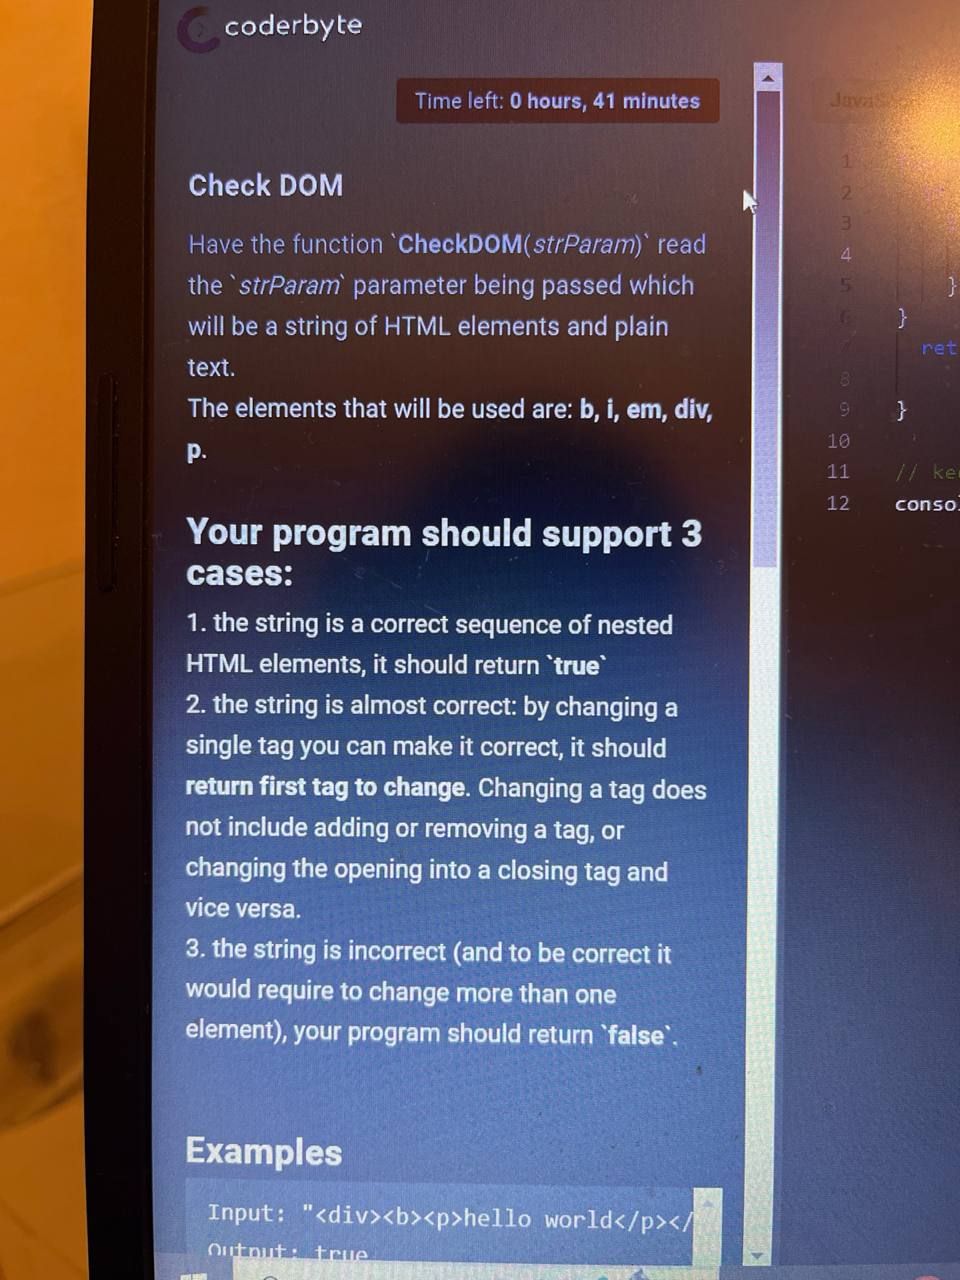 coderbyte
Time left: 0 hours, 41 minutes
Check DOM
Have the function `CheckDOM(strParam)` read
the `strParam` parameter being passed which
will be a string of HTML elements and plain
text.
The elements that will be used are: b, i, em, div,
p.
Your program should support 3
cases:
1. the string is a correct sequence of nested
HTML elements, it should return `true`
2. the string is almost correct: by changing a
single tag you can make it correct, it should
return first tag to change. Changing a tag does
not include adding or removing a tag, or
changing the opening into a closing tag and
vice versa.
3. the string is incorrect (and to be correct it
would require to change more than one
element), your program should return `false`.
Examples
Input: "<div><b><p>hello world</p></
Output: true
1
2
3
4
5 }
6 }
7 ret
8
9 }
10
11 // kee
12 consol